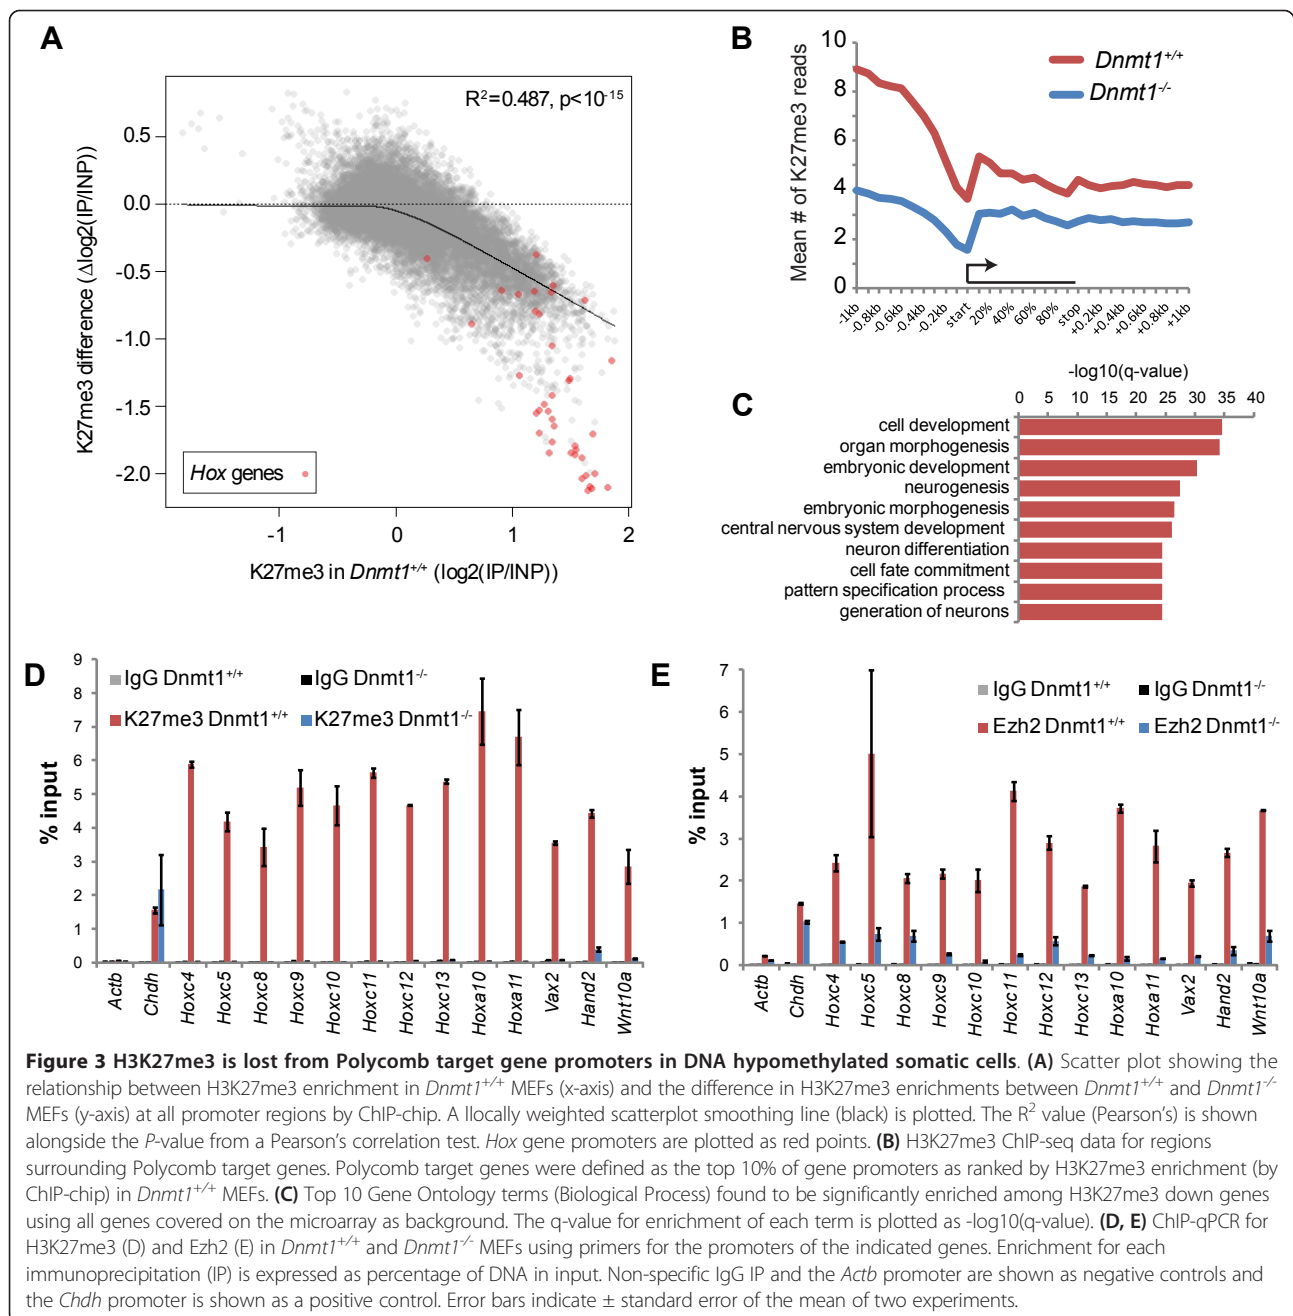 A
R²=0.487, p<10⁻¹⁵
K27me3 difference (Δlog2(IP/INP))
0.5
0.0
-0.5
-1.0
-1.5
-2.0
Hox genes
-1
0
1
2
K27me3 in Dnmt1+/+ (log2(IP/INP))
B
Mean # of K27me3 reads
10
8
6
4
2
0
Dnmt1+/+
Dnmt1-/-
-1kb
-0.8kb
-0.6kb
-0.4kb
-0.2kb
start
20%
40%
60%
80%
stop
+0.2kb
+0.4kb
+0.6kb
+0.8kb
+1kb
C
-log10(q-value)
0 5 10 15 20 25 30 35 40
cell development
organ morphogenesis
embryonic development
neurogenesis
embryonic morphogenesis
central nervous system development
neuron differentiation
cell fate commitment
pattern specification process
generation of neurons
D
% input
9
8
7
6
5
4
3
2
1
0
IgG Dnmt1+/+
IgG Dnmt1-/-
K27me3 Dnmt1+/+
K27me3 Dnmt1-/-
Actb
Chdh
Hoxc4
Hoxc5
Hoxc8
Hoxc9
Hoxc10
Hoxc11
Hoxc12
Hoxc13
Hoxa10
Hoxa11
Vax2
Hand2
Wnt10a
E
% input
7
6
5
4
3
2
1
0
IgG Dnmt1+/+
IgG Dnmt1-/-
Ezh2 Dnmt1+/+
Ezh2 Dnmt1-/-
Actb
Chdh
Hoxc4
Hoxc5
Hoxc8
Hoxc9
Hoxc10
Hoxc11
Hoxc12
Hoxc13
Hoxa10
Hoxa11
Vax2
Hand2
Wnt10a
Figure 3 H3K27me3 is lost from Polycomb target gene promoters in DNA hypomethylated somatic cells. (A) Scatter plot showing the
relationship between H3K27me3 enrichment in Dnmt1+/+ MEFs (x-axis) and the difference in H3K27me3 enrichments between Dnmt1+/+ and Dnmt1-/-
MEFs (y-axis) at all promoter regions by ChIP-chip. A llocally weighted scatterplot smoothing line (black) is plotted. The R² value (Pearson's) is shown
alongside the P-value from a Pearson's correlation test. Hox gene promoters are plotted as red points. (B) H3K27me3 ChIP-seq data for regions
surrounding Polycomb target genes. Polycomb target genes were defined as the top 10% of gene promoters as ranked by H3K27me3 enrichment (by
ChIP-chip) in Dnmt1+/+ MEFs. (C) Top 10 Gene Ontology terms (Biological Process) found to be significantly enriched among H3K27me3 down genes
using all genes covered on the microarray as background. The q-value for enrichment of each term is plotted as -log10(q-value). (D, E) ChIP-qPCR for
H3K27me3 (D) and Ezh2 (E) in Dnmt1+/+ and Dnmt1-/- MEFs using primers for the promoters of the indicated genes. Enrichment for each
immunoprecipitation (IP) is expressed as percentage of DNA in input. Non-specific IgG IP and the Actb promoter are shown as negative controls and
the Chdh promoter is shown as a positive control. Error bars indicate ± standard error of the mean of two experiments.